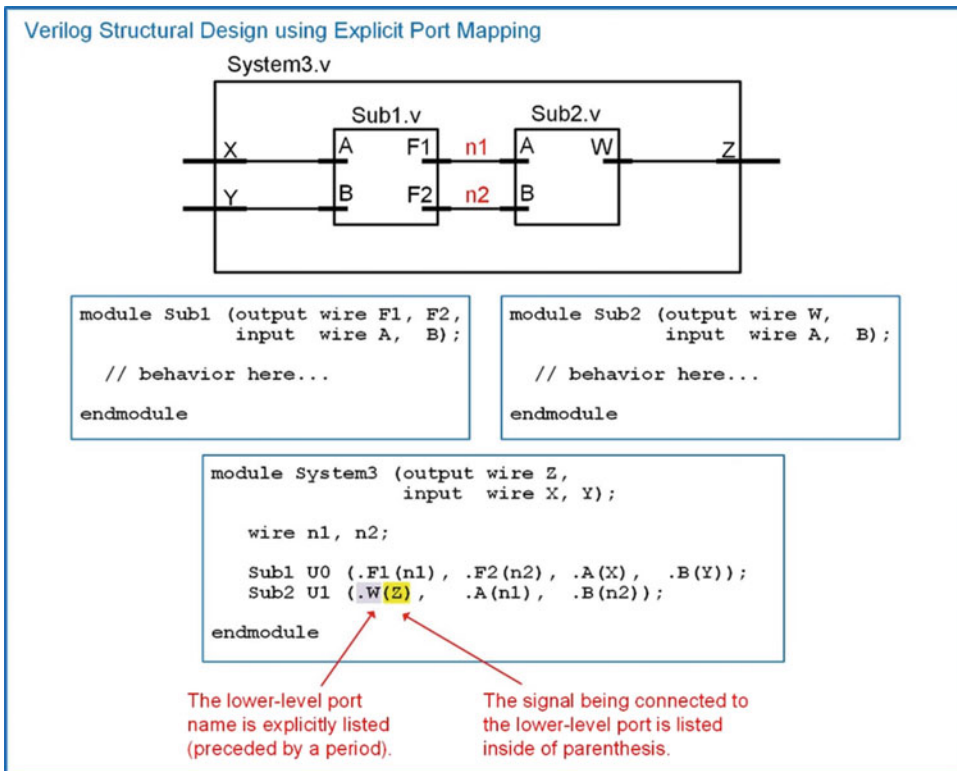 Verilog Structural Design using Explicit Port Mapping
System3.v
Sub1.v
Sub2.v
X
A
F1
n1
A
W
Z
Y
B
F2
n2
B
module Sub1 (output wire F1, F2,
input wire A, B);
// behavior here...
endmodule
module Sub2 (output wire W,
input wire A, B);
// behavior here...
endmodule
module System3 (output wire Z,
input wire X, Y);
wire n1, n2;
Sub1 U0 (.F1(n1), .F2(n2), .A(X), .B(Y));
Sub2 U1 (.W(Z), .A(n1), .B(n2));
endmodule
The lower-level port
name is explicitly listed
(preceded by a period).
The signal being connected to
the lower-level port is listed
inside of parenthesis.